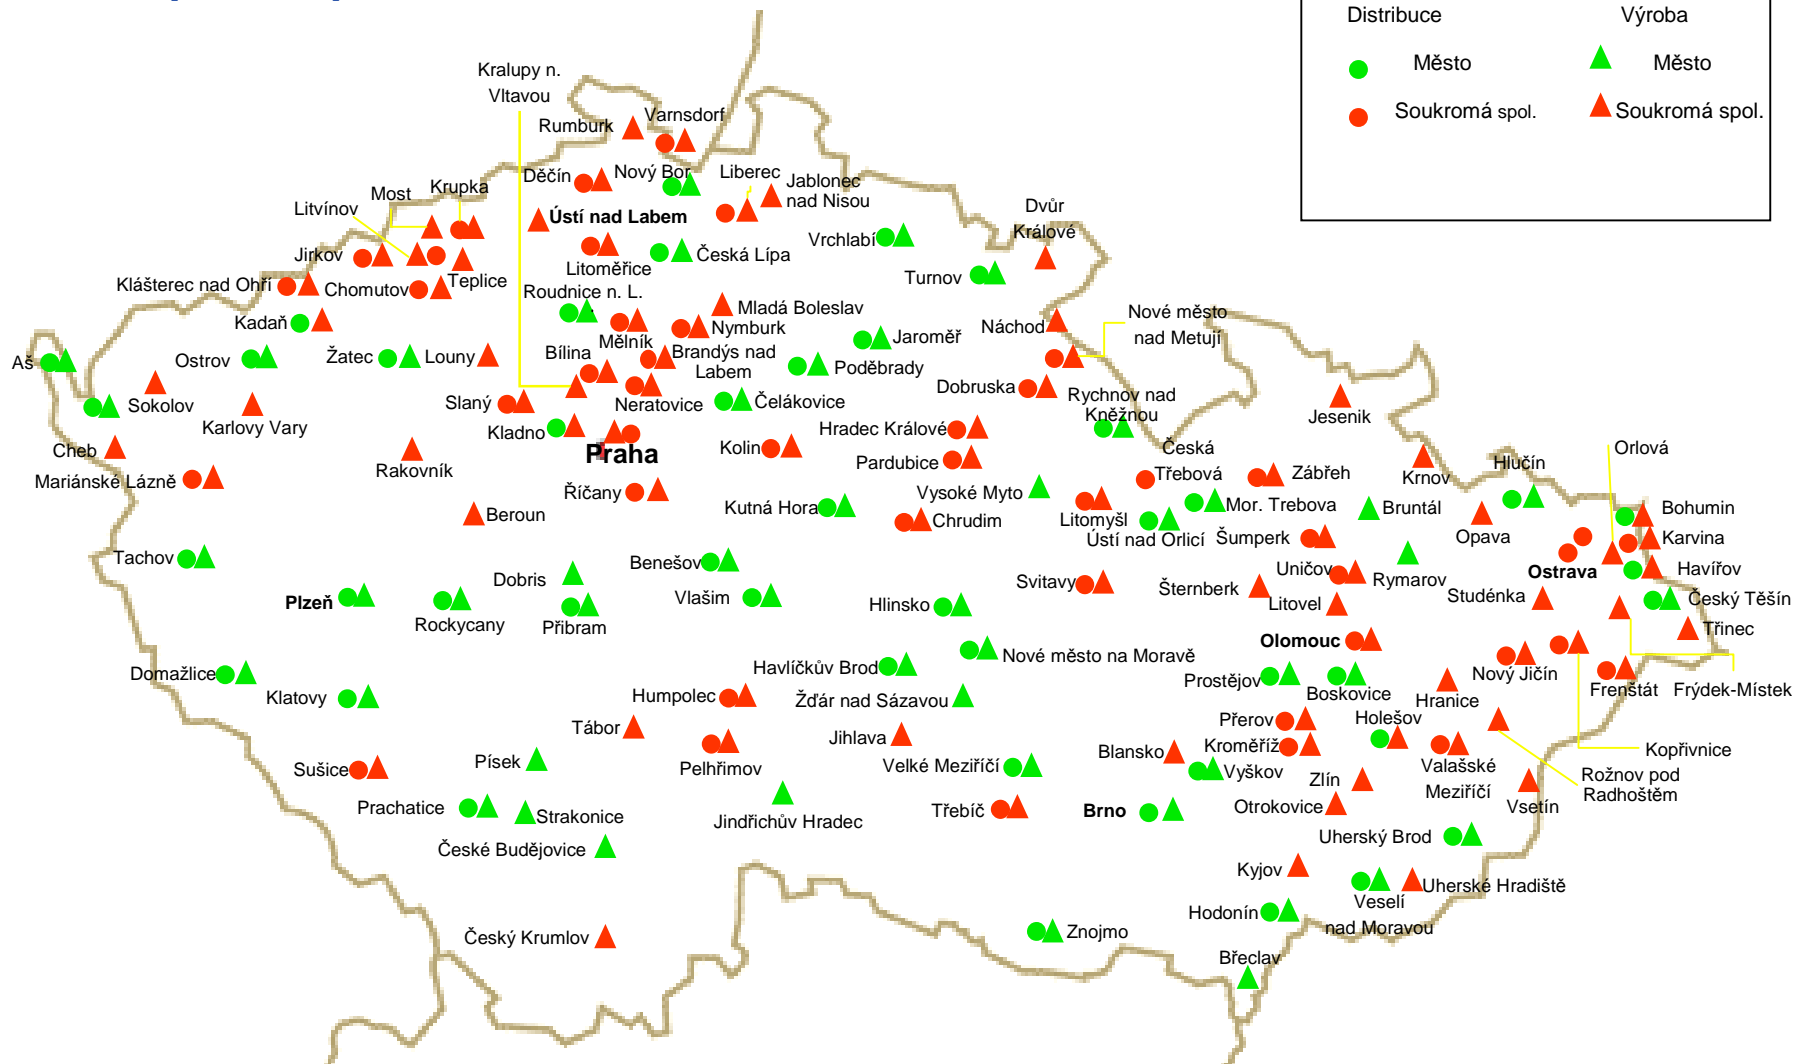 Distribuce
Výroba
Město
Město
Soukromá spol.
Soukromá spol.
Kralupy n.
Vltavou
Rumburk
Varnsdorf
Děčín
Nový Bor
Liberec
Jablonec
nad Nisou
Most
Krupka
Litvínov
Ústí nad Labem
Dvůr
Králové
Vrchlabí
Jirkov
Litoměřice
Česká Lípa
Turnov
Klášterec nad Ohří
Chomutov
Teplice
Roudnice n. L.
Mladá Boleslav
Nové město
nad Metují
Kadaň
Mělník
Nymburk
Jaroměř
Náchod
Aš
Ostrov
Žatec
Louny
Bílina
Brandýs nad
Labem
Poděbrady
Dobruska
Rychnov nad
Kněžnou
Sokolov
Karlovy Vary
Slaný
Neratovice
Čelákovice
Jesenik
Kladno
Hradec Králové
Cheb
Rakovník
Praha
Kolin
Pardubice
Česká
Třebová
Zábřeh
Krnov
Hlučín
Orlová
Mariánské Lázně
Říčany
Kutná Hora
Vysoké Myto
Mor. Trebova
Bruntál
Bohumin
Beroun
Chrudim
Litomyšl
Ústí nad Orlicí
Šumperk
Opava
Karvina
Tachov
Benešov
Dobris
Svitavy
Šternberk
Uničov
Rymarov
Ostrava
Havířov
Plzeň
Rockycany
Přibram
Vlašim
Hlinsko
Litovel
Studénka
Český Těšín
Třinec
Olomouc
Nové město na Moravě
Domažlice
Klatovy
Havlíčkův Brod
Prostějov
Boskovice
Hranice
Nový Jičín
Frenštát
Frýdek-Místek
Humpolec
Žďár nad Sázavou
Tábor
Jihlava
Přerov
Holešov
Kroměříž
Kopřivnice
Sušice
Písek
Pelhřimov
Velké Meziříčí
Blansko
Vyškov
Zlín
Valašské
Meziříčí
Rožnov pod
Radhoštěm
Prachatice
Strakonice
Jindřichův Hradec
Třebíč
Brno
Otrokovice
Vsetín
České Budějovice
Uherský Brod
Kyjov
Veselí
nad Moravou
Uherské Hradiště
Český Krumlov
Znojmo
Hodonín
Břeclav